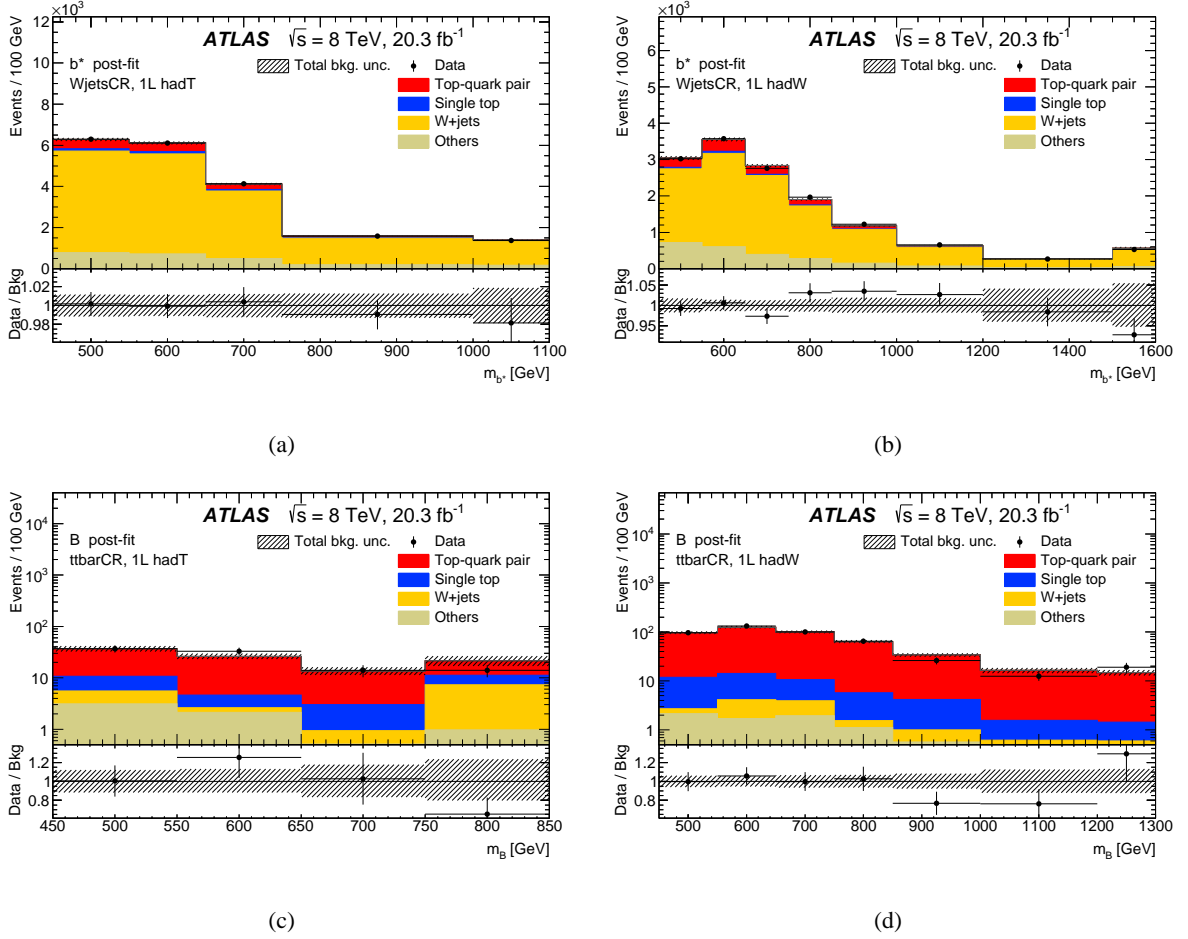 ×10³
ATLAS √s = 8 TeV, 20.3 fb⁻¹
b* post-fit
WjetsCR, 1L hadT
Total bkg. unc.
Data
Top-quark pair
Single top
W+jets
Others
Events / 100 GeV
12
10
8
6
4
2
0
Data / Bkg
1.02
1
0.98
500 600 700 800 900 1000 1100
m_b* [GeV]
(a)
×10³
ATLAS √s = 8 TeV, 20.3 fb⁻¹
b* post-fit
WjetsCR, 1L hadW
Total bkg. unc.
Data
Top-quark pair
Single top
W+jets
Others
Events / 100 GeV
6
5
4
3
2
1
0
Data / Bkg
1.05
1
0.95
600 800 1000 1200 1400 1600
m_b* [GeV]
(b)
ATLAS √s = 8 TeV, 20.3 fb⁻¹
B post-fit
ttbarCR, 1L hadT
Total bkg. unc.
Data
Top-quark pair
Single top
W+jets
Others
Events / 100 GeV
10⁴
10³
10²
10
1
Data / Bkg
1.2
1
0.8
450 500 550 600 650 700 750 800 850
m_B [GeV]
(c)
ATLAS √s = 8 TeV, 20.3 fb⁻¹
B post-fit
ttbarCR, 1L hadW
Total bkg. unc.
Data
Top-quark pair
Single top
W+jets
Others
Events / 100 GeV
10⁴
10³
10²
10
1
Data / Bkg
1.2
1
0.8
500 600 700 800 900 1000 1100 1200 1300
m_B [GeV]
(d)